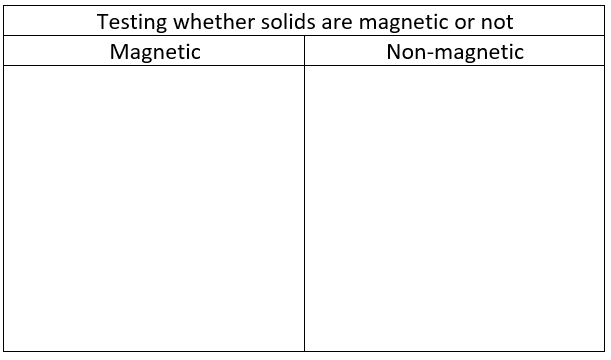 Testing whether solids are magnetic or not
Magnetic Non-magnetic